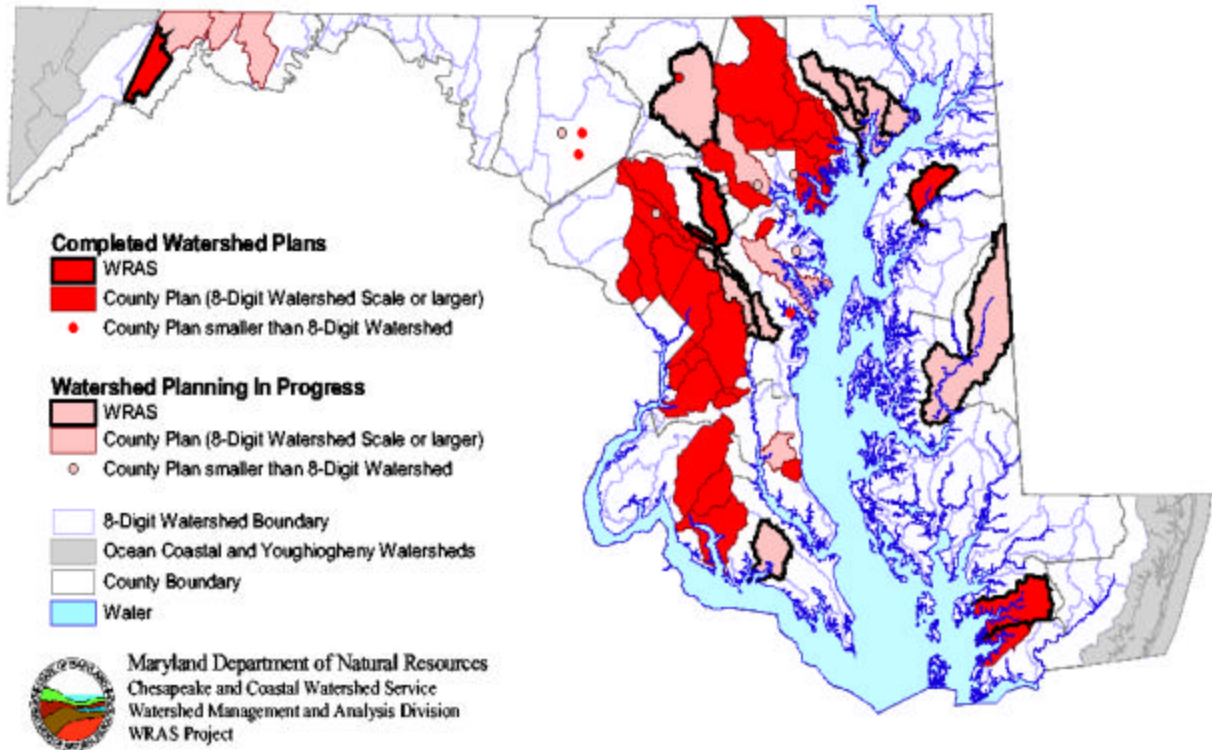 Completed Watershed Plans
WRAS
County Plan (8-Digit Watershed Scale or larger)
County Plan smaller than 8-Digit Watershed
Watershed Planning In Progress
WRAS
County Plan (8-Digit Watershed Scale or larger)
County Plan smaller than 8-Digit Watershed
8-Digit Watershed Boundary
Ocean Coastal and Youghiogheny Watersheds
County Boundary
Water
Maryland Department of Natural Resources
Chesapeake and Coastal Watershed Service
Watershed Management and Analysis Division
WRAS Project